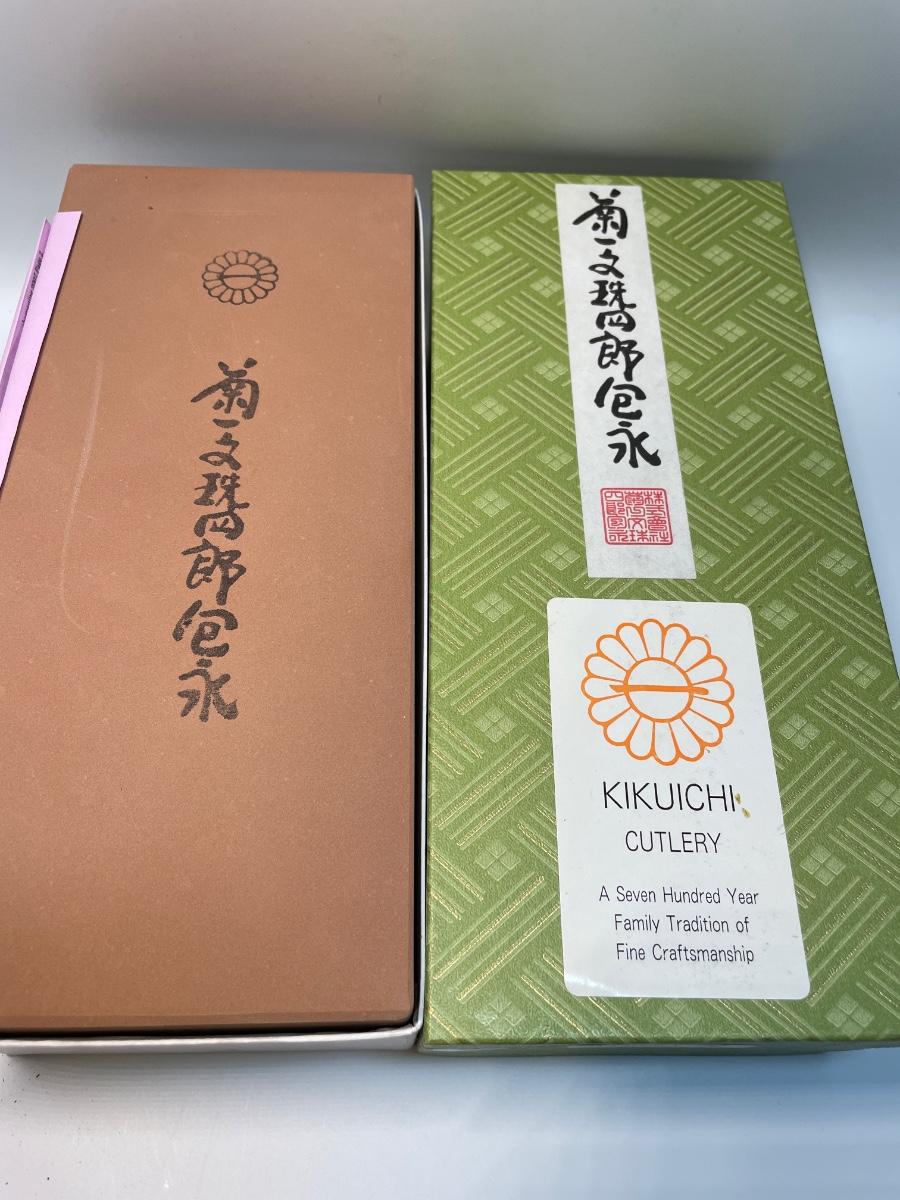 菊一文珠四郎包永
菊一文珠四郎包永
KIKUICHI
CUTLERY
A Seven Hundred Year
Family Tradition of
Fine Craftsmanship